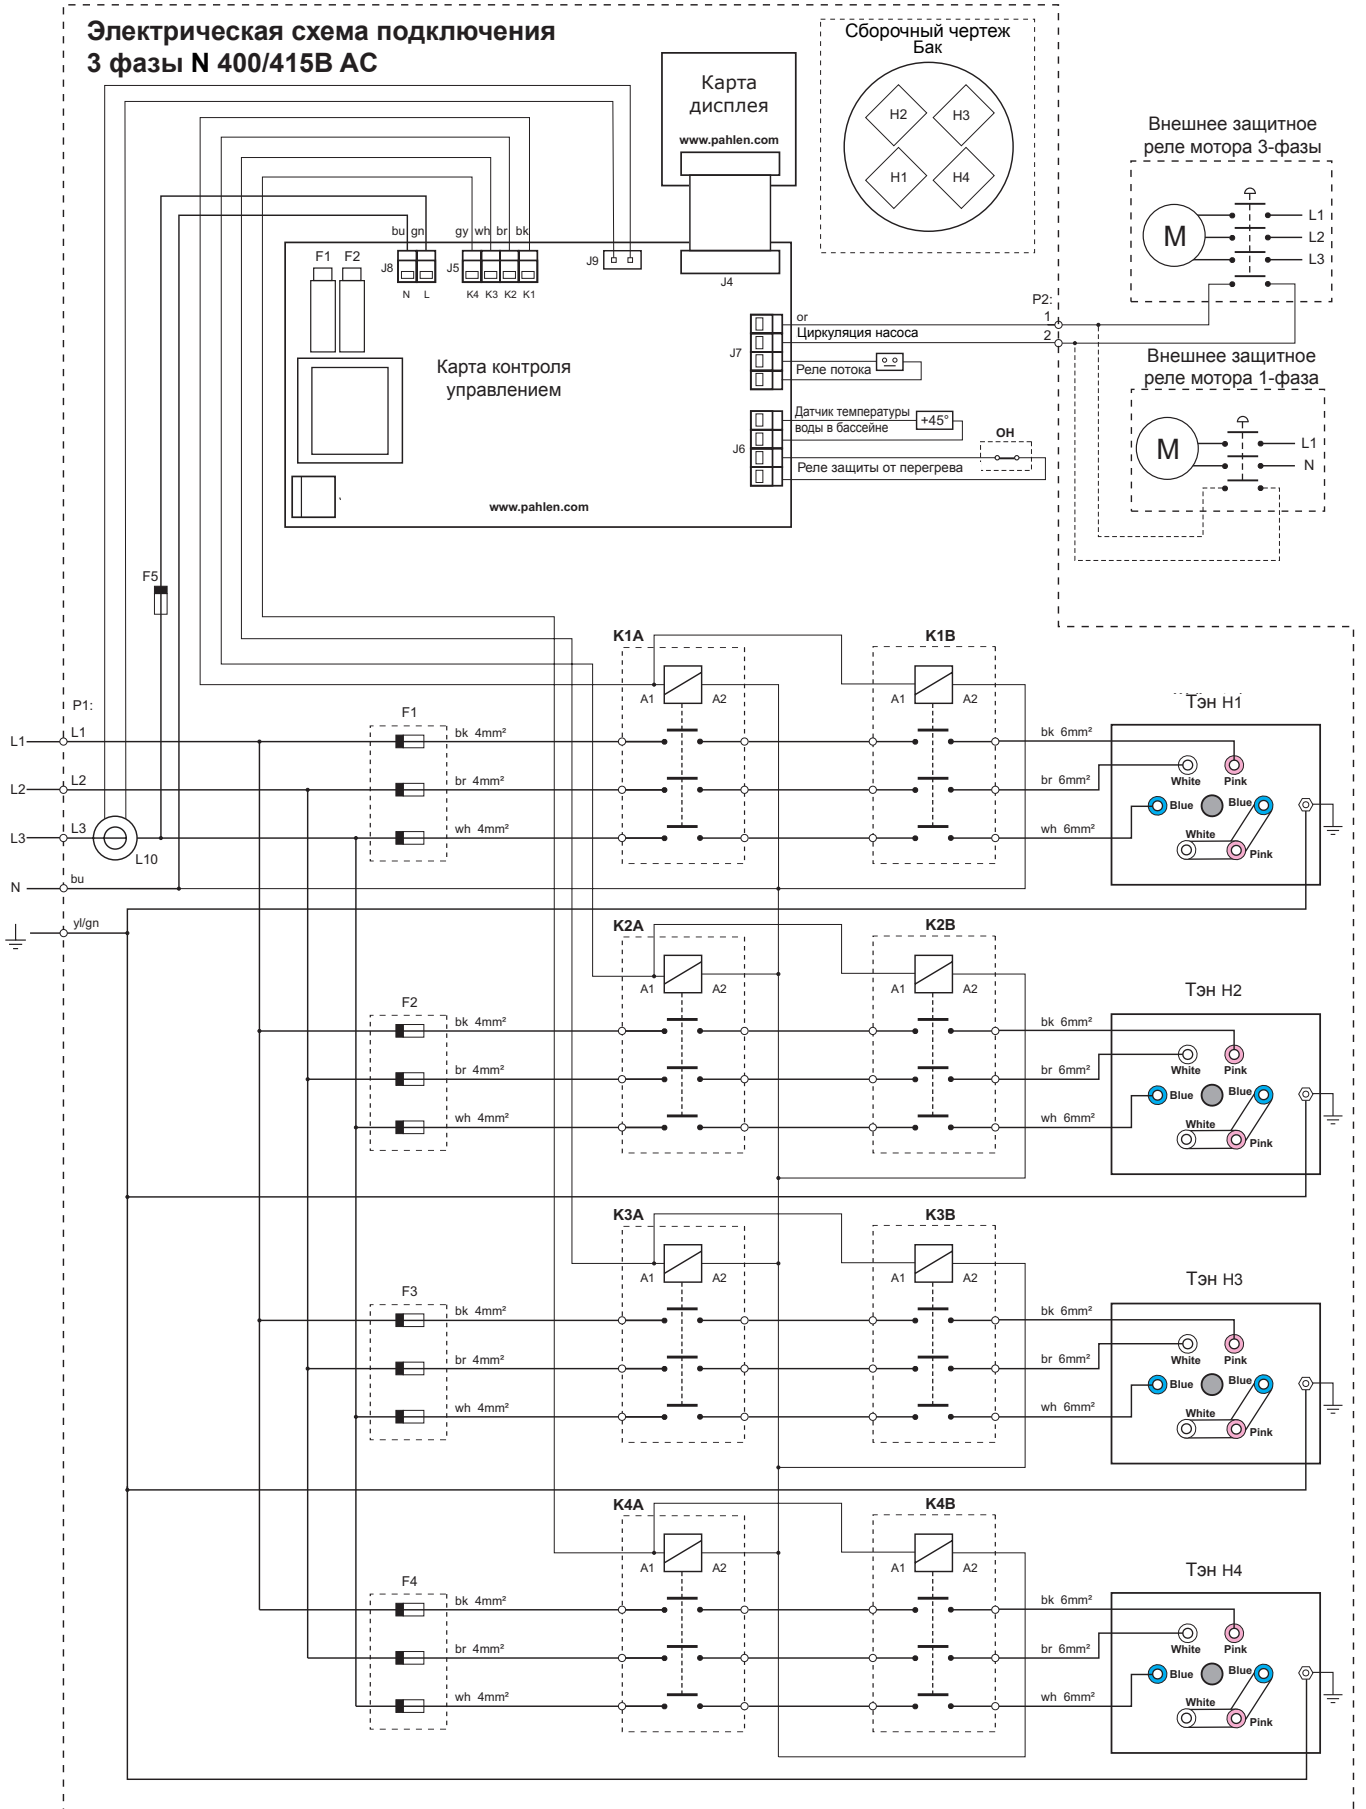 Электрическая схема подключения
3 фазы N 400/415В AC
Сборочный чертеж
Бак
H2
H3
H1
H4
Карта
дисплея
www.pahlen.com
Внешнее защитное
реле мотора 3-фазы
M
L1
L2
L3
bu gn
gy wh br bk
F1 F2
J8
N L
J5
K4 K3 K2 K1
J9
J4
P2:
1
2
or
Циркуляция насоса
J7
Реле потока
Карта контроля
управлением
Датчик температуры
воды в бассейне
+45°
J6
OH
Реле защиты от перегрева
www.pahlen.com
Внешнее защитное
реле мотора 1-фаза
M
L1
N
F5
P1:
L1
L1
L2
L2
L3
L3
L10
N
bu
yl/gn
K1A
K1B
A1
A2
A1
A2
F1
bk 4mm²
br 4mm²
wh 4mm²
bk 6mm²
br 6mm²
wh 6mm²
Тэн H1
White
Pink
Blue
Blue
White
Pink
K2A
K2B
A1
A2
A1
A2
F2
bk 4mm²
br 4mm²
wh 4mm²
bk 6mm²
br 6mm²
wh 6mm²
Тэн H2
White
Pink
Blue
Blue
White
Pink
K3A
K3B
A1
A2
A1
A2
F3
bk 4mm²
br 4mm²
wh 4mm²
bk 6mm²
br 6mm²
wh 6mm²
Тэн H3
White
Pink
Blue
Blue
White
Pink
K4A
K4B
A1
A2
A1
A2
F4
bk 4mm²
br 4mm²
wh 4mm²
bk 6mm²
br 6mm²
wh 6mm²
Тэн H4
White
Pink
Blue
Blue
White
Pink